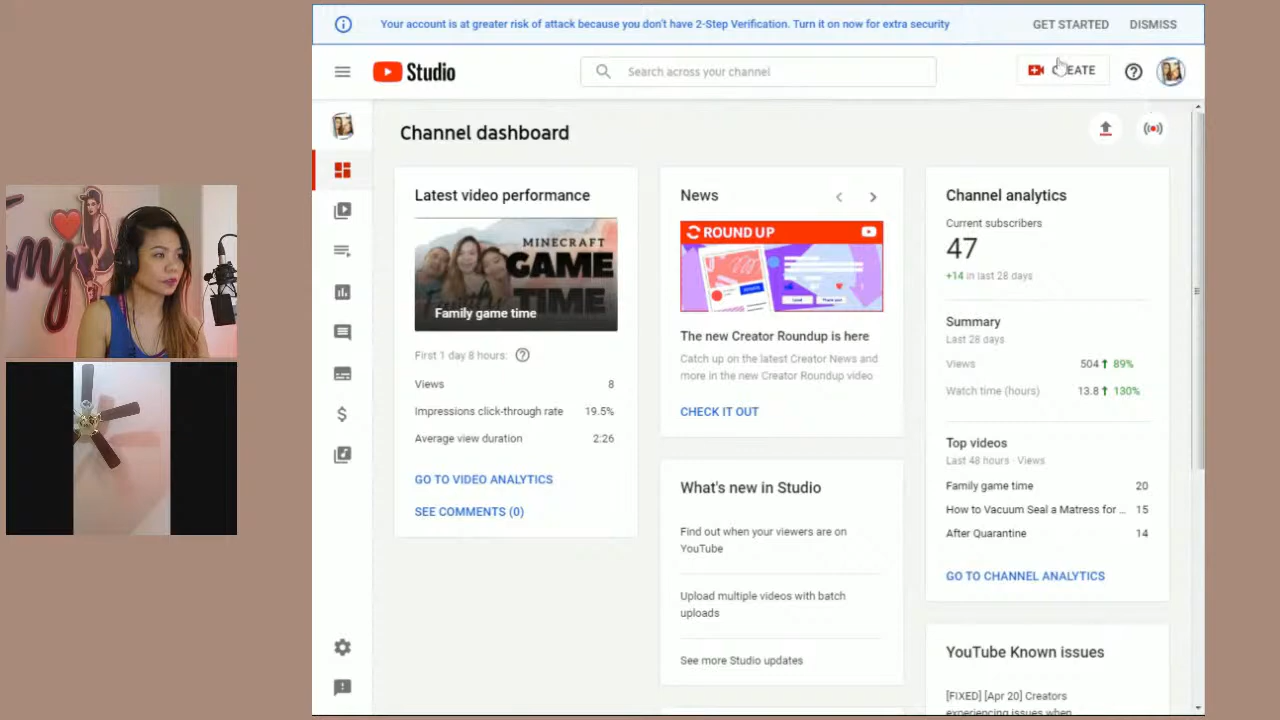 Your account is at greater risk of attack because you don't have 2-Step Verification. Turn it on now for extra security
GET STARTED
DISMISS
Studio
Search across your channel
CREATE
Channel dashboard
Latest video performance
MINECRAFT
GAME
TIME
Family game time
First 1 day 8 hours:
Views 8
Impressions click-through rate 19.5%
Average view duration 2:26
GO TO VIDEO ANALYTICS
SEE COMMENTS (0)
News
ROUND UP
The new Creator Roundup is here
Catch up on the latest Creator News and
more in the new Creator Roundup video
CHECK IT OUT
What's new in Studio
Find out when your viewers are on
YouTube
Upload multiple videos with batch
uploads
See more Studio updates
Channel analytics
Current subscribers
47
+14 in last 28 days
Summary
Last 28 days
Views 504 89%
Watch time (hours) 13.8 130%
Top videos
Last 48 hours · Views
Family game time 20
How to Vacuum Seal a Matress for ... 15
After Quarantine 14
GO TO CHANNEL ANALYTICS
YouTube Known issues
[FIXED] [Apr 20] Creators
experiencing issues when